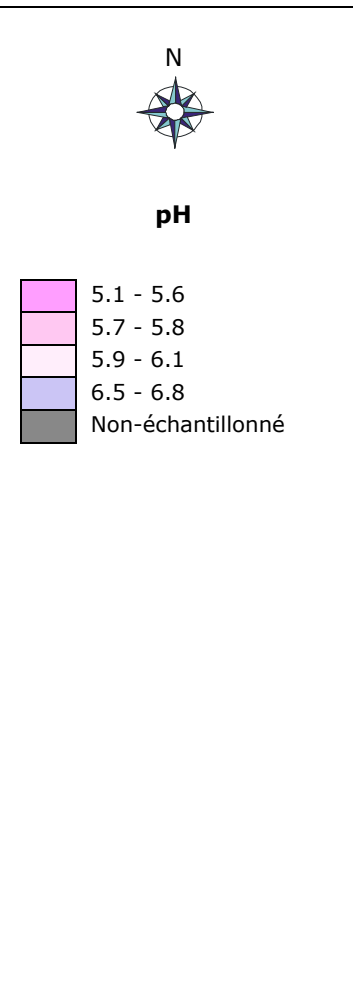 N
pH
5.1 - 5.6
5.7 - 5.8
5.9 - 6.1
6.5 - 6.8
Non-échantillonné